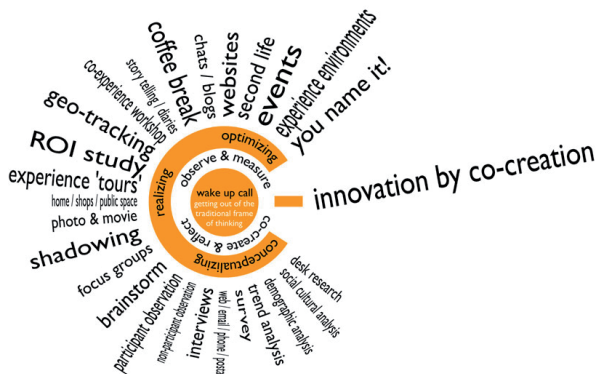 you name it!
experience environments
events
second life
websites
chats / blogs
coffee break
story telling / diaries
co-experience workshop
geo-tracking
ROI study
experience 'tours'
home / shops / public space
photo & movie
shadowing
focus groups
brainstorm
participant observation
non-participant observation
interviews
web / email / phone / postal
survey
trend analysis
demographic analysis
social cultural analysis
desk research
optimizing
realizing
conceptualizing
observe & measure
co-create & reflect
wake up call
getting out of the
traditional frame
of thinking
innovation by co-creation